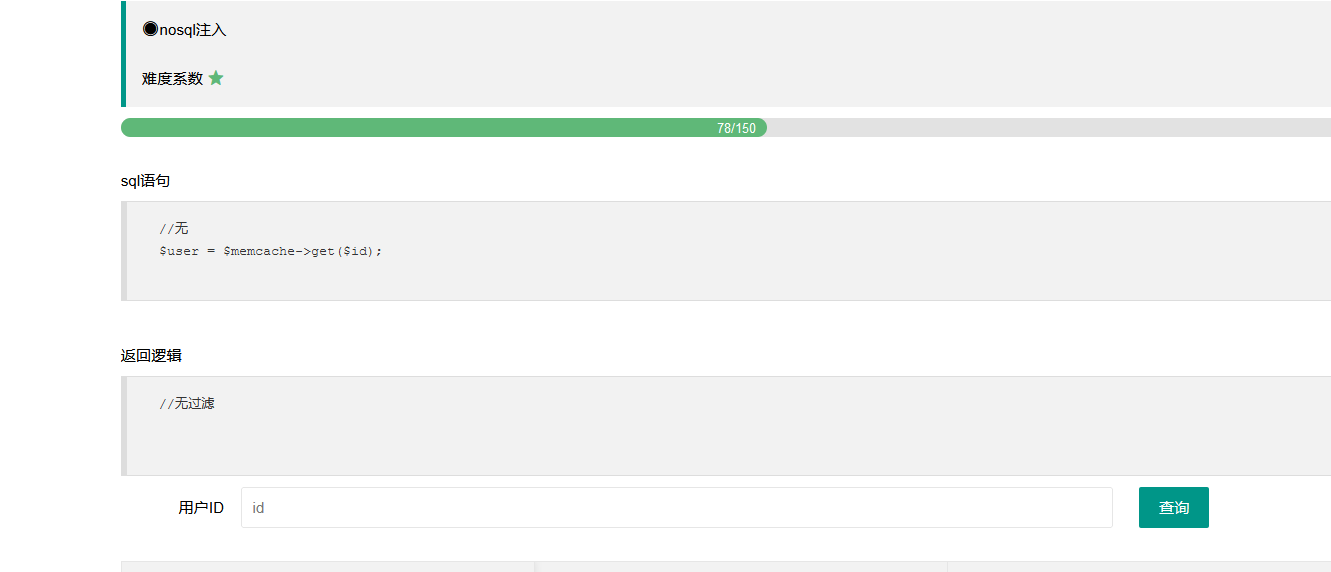 ◉nosql注入
难度系数
78/150
sql语句
//无
$user = $memcache->get($id);
返回逻辑
//无过滤
用户ID
id
查询